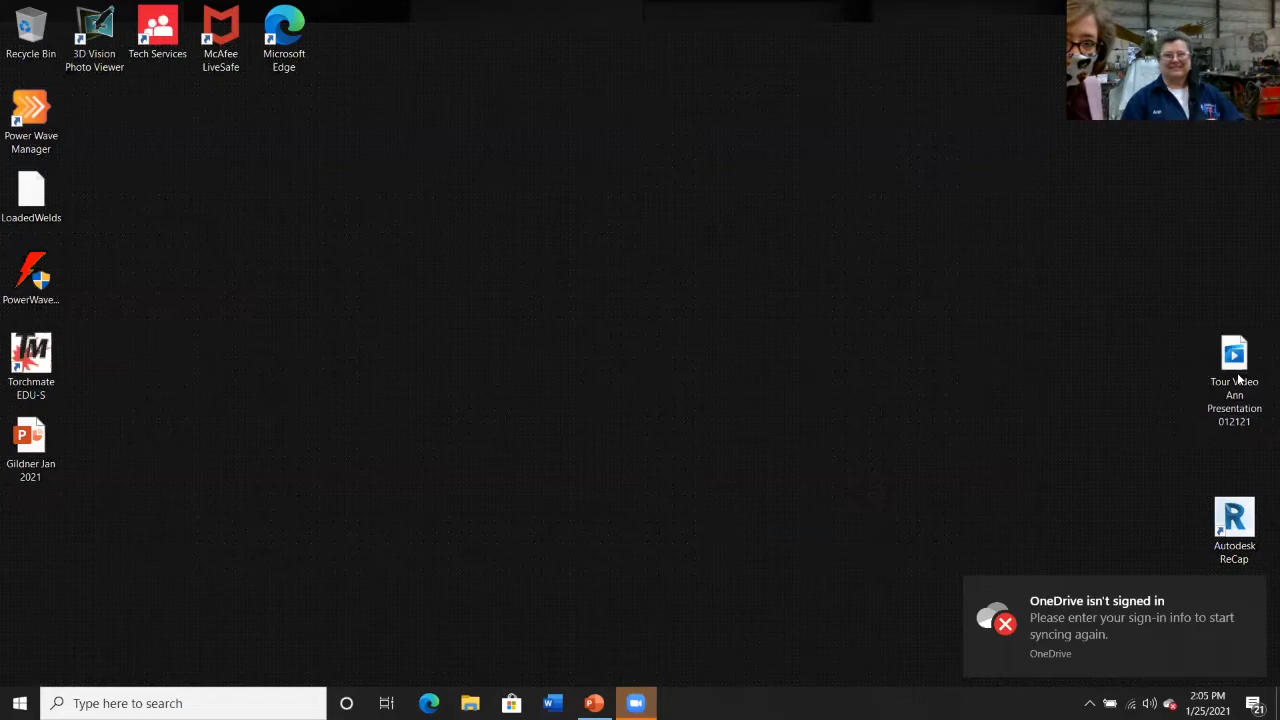 Recycle Bin
3D Vision
Photo Viewer
Tech Services
McAfee
LiveSafe
Microsoft
Edge
Power Wave
Manager
LoadedWelds
PowerWave...
TM
Torchmate
EDU-S
P
Gildner Jan
2021
Tour Video
Ann
Presentation
012121
R
Autodesk
ReCap
OneDrive isn't signed in
Please enter your sign-in info to start
syncing again.
OneDrive
Type here to search
W
P
2:05 PM
1/25/2021
21